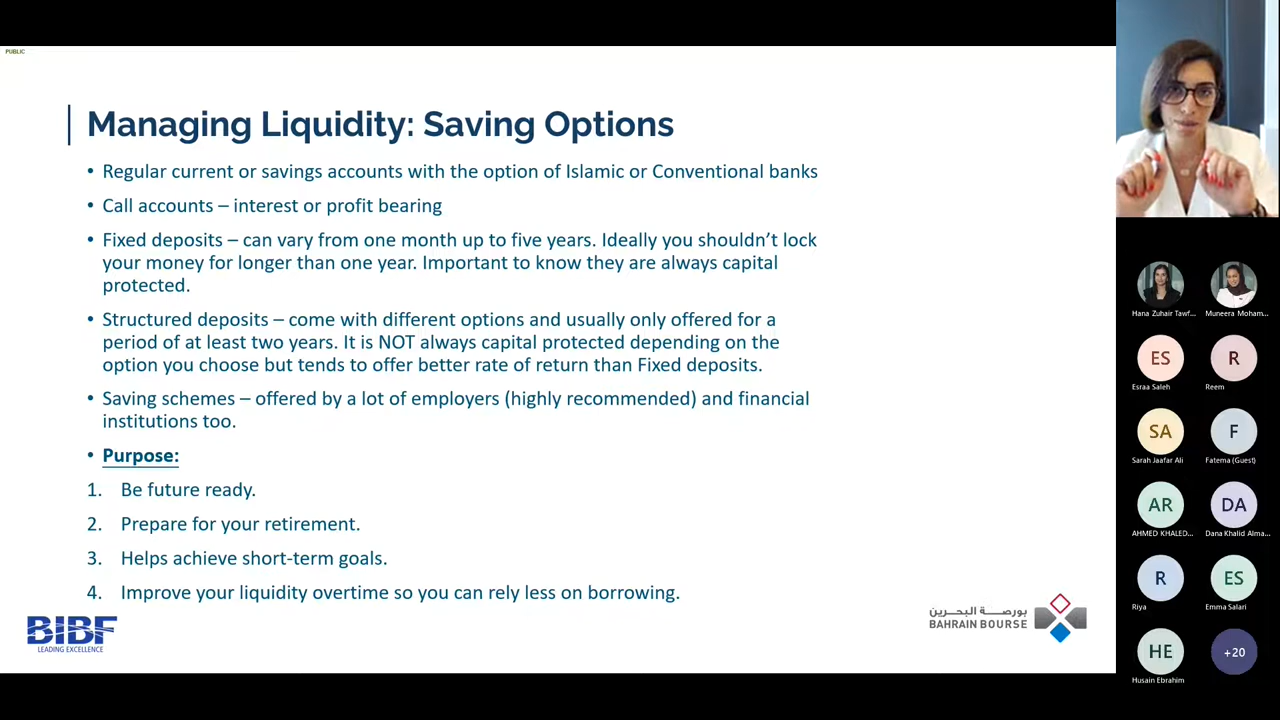 PUBLIC
Managing Liquidity: Saving Options
• Regular current or savings accounts with the option of Islamic or Conventional banks
• Call accounts – interest or profit bearing
• Fixed deposits – can vary from one month up to five years. Ideally you shouldn’t lock
your money for longer than one year. Important to know they are always capital
protected.
• Structured deposits – come with different options and usually only offered for a
period of at least two years. It is NOT always capital protected depending on the
option you choose but tends to offer better rate of return than Fixed deposits.
• Saving schemes – offered by a lot of employers (highly recommended) and financial
institutions too.
• Purpose:
1. Be future ready.
2. Prepare for your retirement.
3. Helps achieve short-term goals.
4. Improve your liquidity overtime so you can rely less on borrowing.
BIBF
LEADING EXCELLENCE
بورصة البحرين
BAHRAIN BOURSE
Hana Zuhair Tawf...
Muneera Moham...
ES
R
Esraa Saleh
Reem
SA
F
Sarah Jaafar Ali
Fatema (Guest)
AR
DA
AHMED KHALED...
Dana Khalid Alma...
R
ES
Riya
Emma Salari
HE
+20
Husain Ebrahim